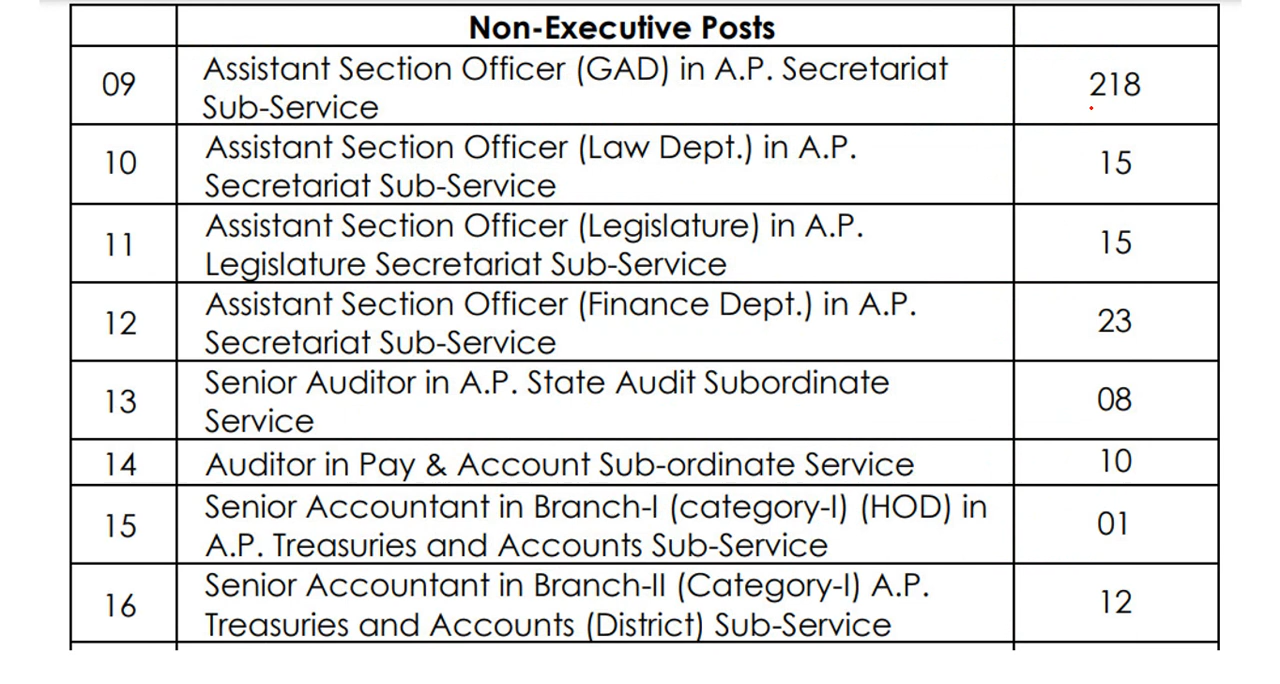 Non-Executive Posts
09
Assistant Section Officer (GAD) in A.P. Secretariat
Sub-Service
218
10
Assistant Section Officer (Law Dept.) in A.P.
Secretariat Sub-Service
15
11
Assistant Section Officer (Legislature) in A.P.
Legislature Secretariat Sub-Service
15
12
Assistant Section Officer (Finance Dept.) in A.P.
Secretariat Sub-Service
23
13
Senior Auditor in A.P. State Audit Subordinate
Service
08
14
Auditor in Pay & Account Sub-ordinate Service
10
15
Senior Accountant in Branch-I (category-I) (HOD) in
A.P. Treasuries and Accounts Sub-Service
01
16
Senior Accountant in Branch-II (Category-I) A.P.
Treasuries and Accounts (District) Sub-Service
12